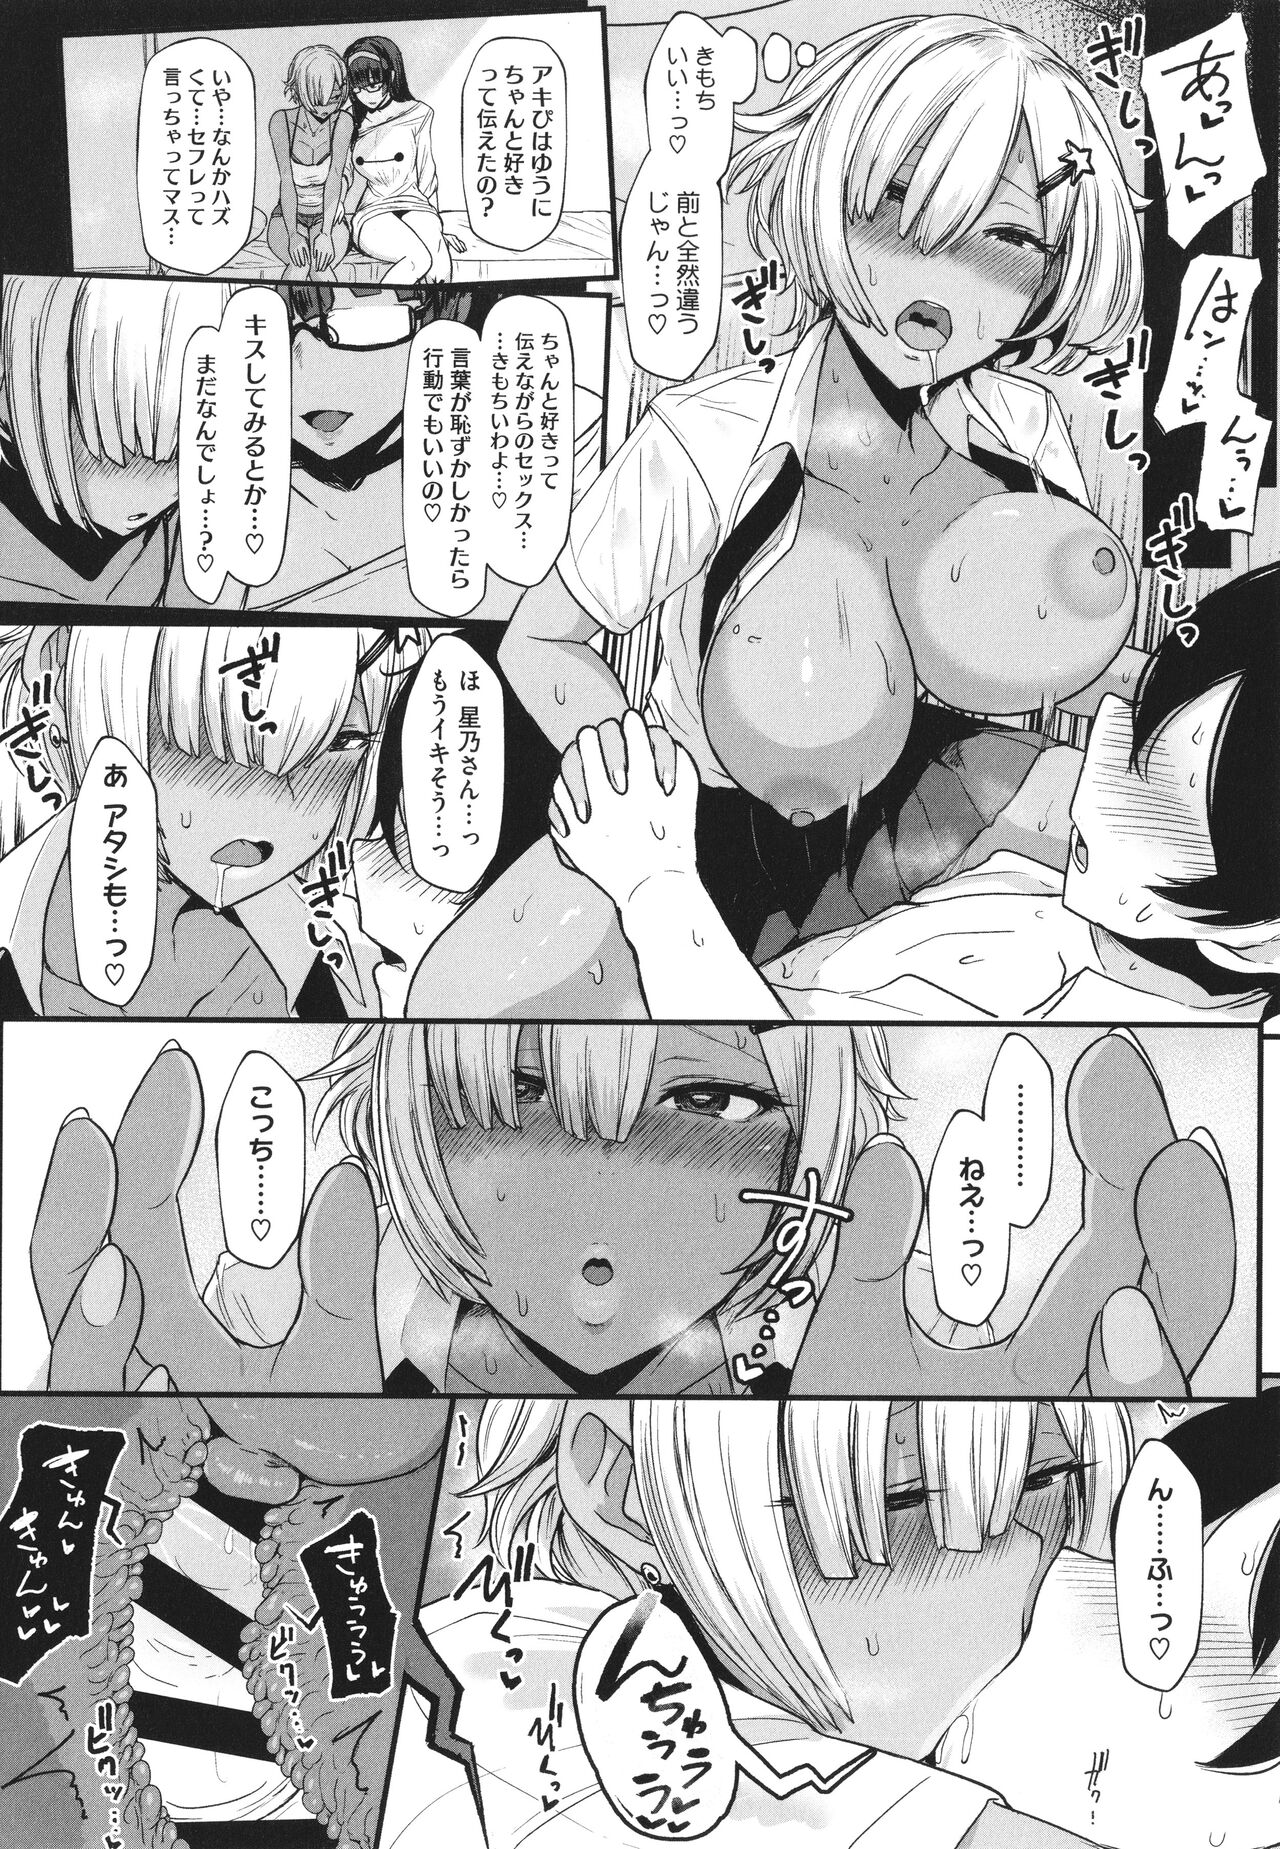 あっんっ♡
はン…っ♡
んぅ…っ
きもち
いい…っ♡
前と全然違う
じゃん…っ♡
ぎしっ
ぎしっ
ぎしっ
ぎしっ
アキぴはゆうに
ちゃんと好き
って伝えたの?
いや…なんかハズ
くて…セフレって
言っちゃってマス…
ちゃんと好きって
伝えながらのセックス…
…きもちいわよ…♡
言葉が恥ずかしかったら
行動でもいいの♡
キスしてみるとか…♡
まだなんでしょ…?♡
ほ 星乃さん…っ
もうイキそう…っ
ぎしっ
ぎしっ
ぎしっ
あ アタシも…っ♡
…………
ねえ…っ♡
すっ…♡
こっち……♡
ん……ふ…っ♡
んちゅううう♡
びくっ♡
びくっ♡
ガクッ…
きゅん♡
きゅん♡♡
きゅううう♡
ビクッ…
ビクッ…